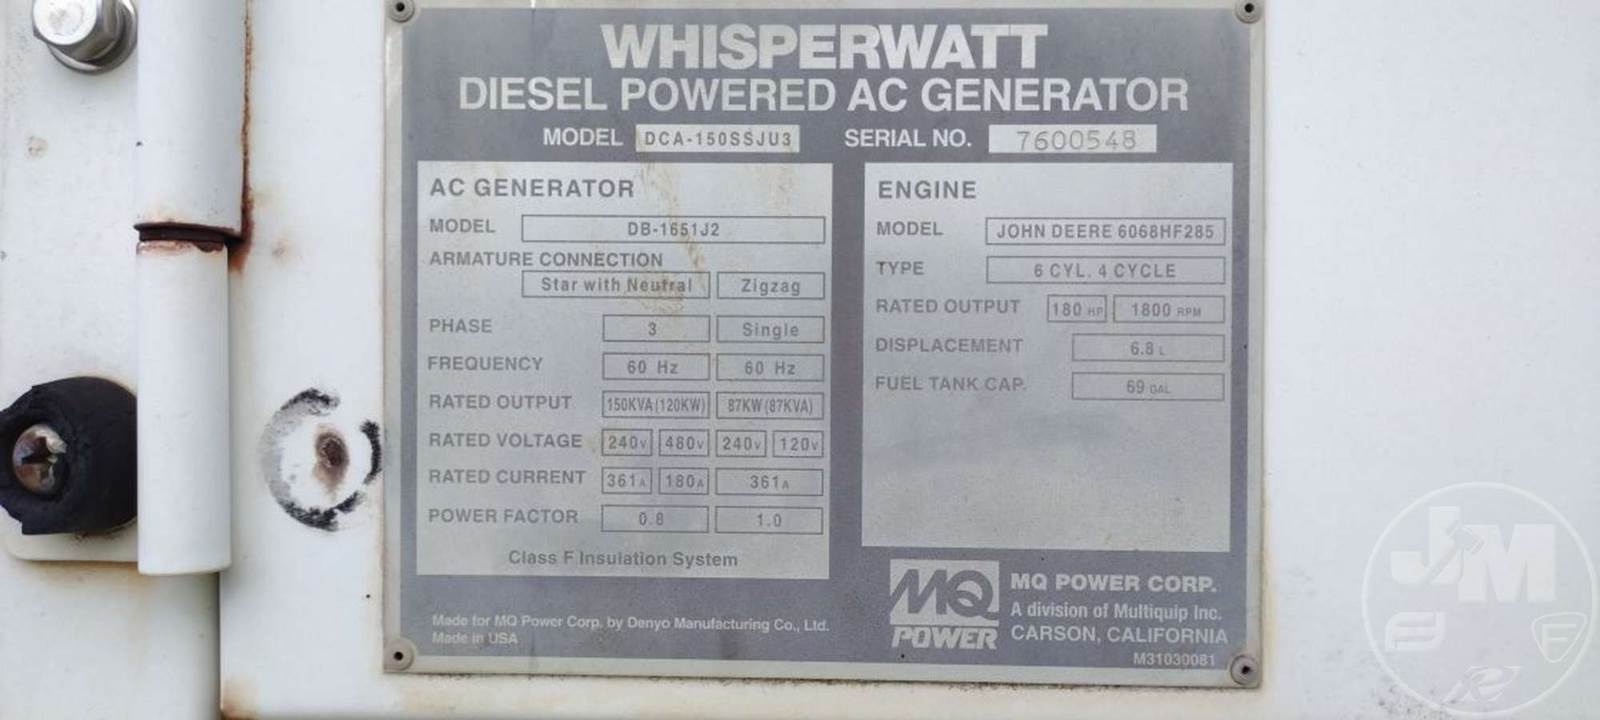 WHISPERWATT
DIESEL POWERED AC GENERATOR
MODEL DCA-150SSJU3 SERIAL NO. 7600548
AC GENERATOR
MODEL DB-1651J2
ARMATURE CONNECTION
Star with Neutral Zigzag
PHASE 3 Single
FREQUENCY 60 Hz 60 Hz
RATED OUTPUT 150KVA(120KW) 87KW(87KVA)
RATED VOLTAGE 240V 480V 240V 120V
RATED CURRENT 361A 180A 361A
POWER FACTOR 0.8 1.0
Class F Insulation System
ENGINE
MODEL JOHN DEERE 6068HF285
TYPE 6 CYL. 4 CYCLE
RATED OUTPUT 180 HP 1800 RPM
DISPLACEMENT 6.8 L
FUEL TANK CAP. 69 GAL
Made for MQ Power Corp. by Denyo Manufacturing Co., Ltd.
Made in USA
MQ
POWER
MQ POWER CORP.
A division of Multiquip Inc.
CARSON, CALIFORNIA
M31030081
J M